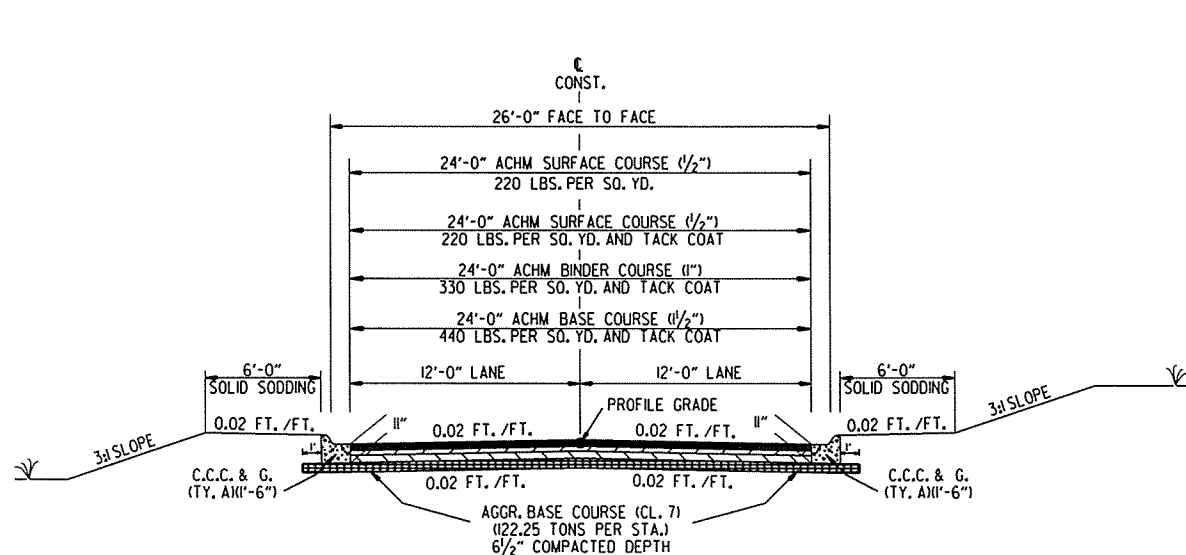 ℄
CONST.
26'-0" FACE TO FACE
24'-0" ACHM SURFACE COURSE (1/2")
220 LBS. PER SQ. YD.
24'-0" ACHM SURFACE COURSE (1/2")
220 LBS. PER SQ. YD. AND TACK COAT
24'-0" ACHM BINDER COURSE (1")
330 LBS. PER SQ. YD. AND TACK COAT
24'-0" ACHM BASE COURSE (1 1/2")
440 LBS. PER SQ. YD. AND TACK COAT
6'-0"
SOLID SODDING
12'-0" LANE
12'-0" LANE
6'-0"
SOLID SODDING
PROFILE GRADE
0.02 FT./FT.
11"
0.02 FT./FT.
0.02 FT./FT.
11"
0.02 FT./FT.
3:1 SLOPE
3:1 SLOPE
1'
1'
C.C.C. & G.
(TY. A)(1'-6")
0.02 FT./FT.
0.02 FT./FT.
C.C.C. & G.
(TY. A)(1'-6")
AGGR. BASE COURSE (CL. 7)
(122.25 TONS PER STA.)
6 1/2" COMPACTED DEPTH